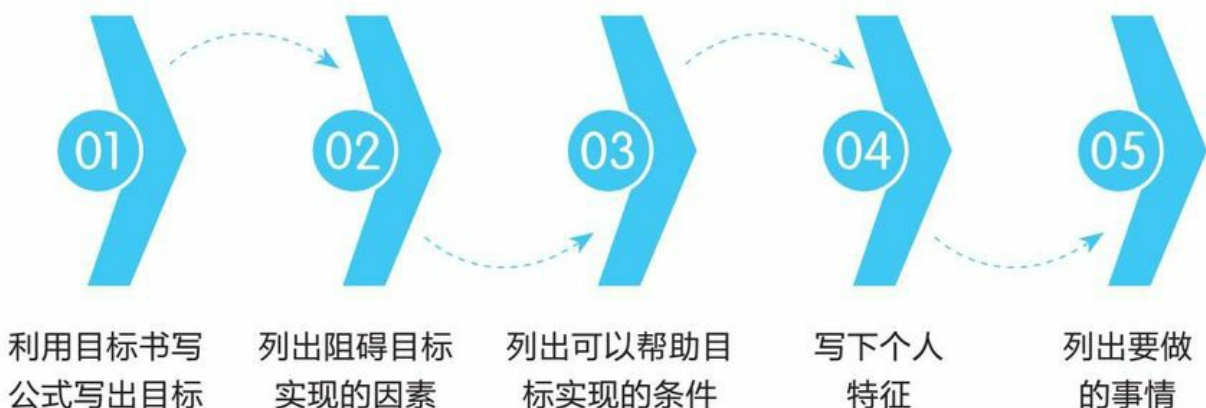 01
02
03
04
05
利用目标书写
公式写出目标
列出阻碍目标
实现的因素
列出可以帮助目
标实现的条件
写下个人
特征
列出要做
的事情